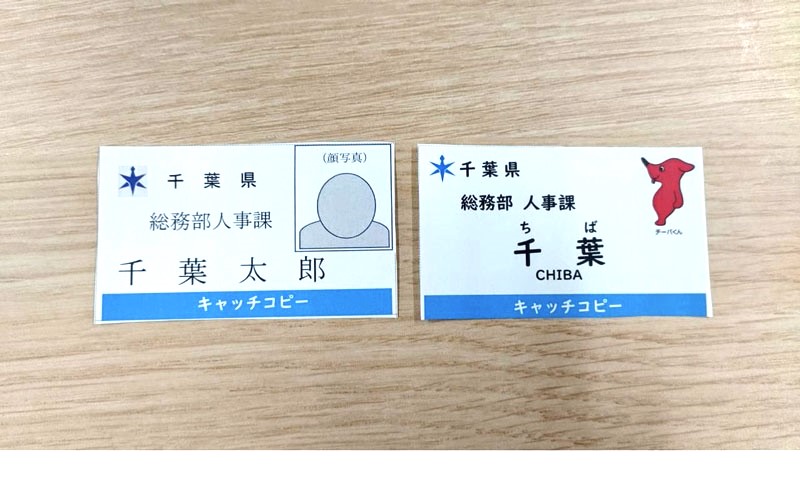 千葉県
総務部人事課
(顔写真)
千葉太郎
キャッチコピー
千葉県
総務部 人事課
チーバくん
ちば
千葉
CHIBA
キャッチコピー